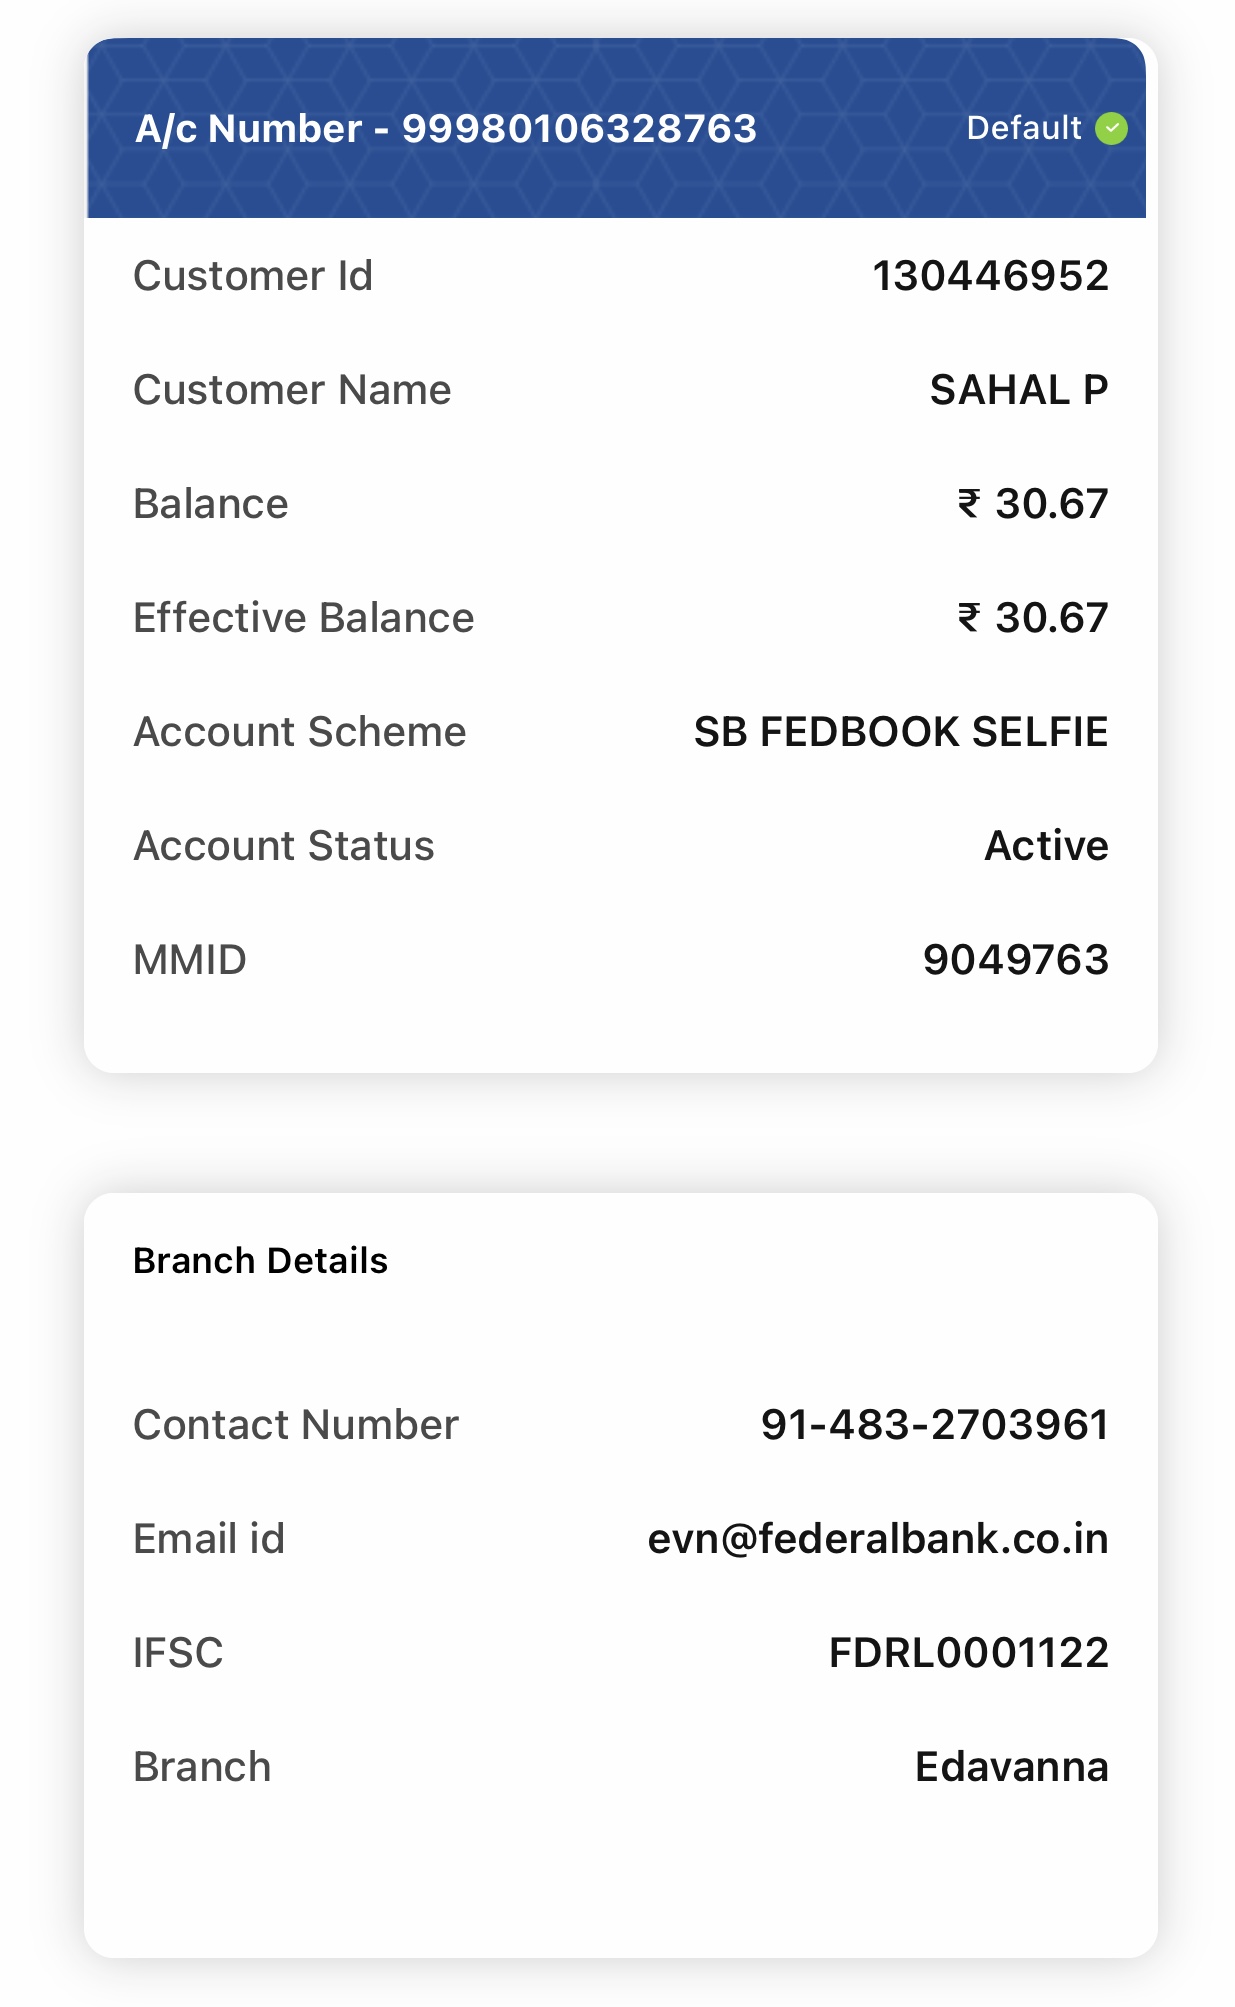 A/c Number - 99980106328763 Default
Customer Id 130446952
Customer Name SAHAL P
Balance ₹ 30.67
Effective Balance ₹ 30.67
Account Scheme SB FEDBOOK SELFIE
Account Status Active
MMID 9049763
Branch Details
Contact Number 91-483-2703961
Email id evn@federalbank.co.in
IFSC FDRL0001122
Branch Edavanna